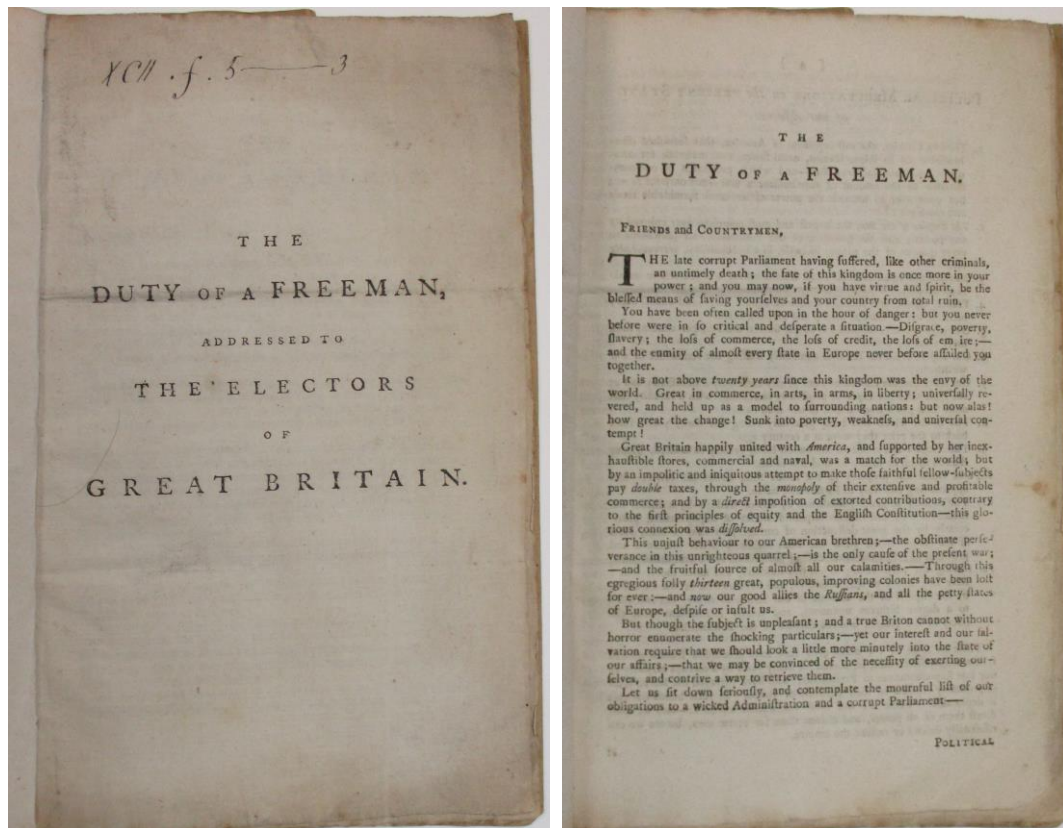 XCII . f . 5 — 3
THE
DUTY OF A FREEMAN,
ADDRESSED TO
THE ELECTORS
OF
GREAT BRITAIN.
THE
DUTY OF A FREEMAN.
FRIENDS and COUNTRYMEN,
THE late corrupt Parliament having ſuffered, like other criminals,
an untimely death ; the fate of this kingdom is once more in your
power ; and you may now, if you have virtue and ſpirit, be the
bleſſed means of ſaving yourſelves and your country from total ruin.
You have been often called upon in the hour of danger : but you never
before were in ſo critical and deſperate a ſituation.—Diſgrace, poverty,
ſlavery ; the loſs of commerce, the loſs of credit, the loſs of em ire ;—
and the enmity of almoſt every ſtate in Europe never before aſſailed you
together.
It is not above twenty years ſince this kingdom was the envy of the
world. Great in commerce, in arts, in arms, in liberty ; univerſally re-
vered, and held up as a model to ſurrounding nations : but now alas !
how great the change ! Sunk into poverty, weakneſs, and univerſal con-
tempt !
Great Britain happily united with America, and ſupported by her inex-
hauſtible ſtores, commercial and naval, was a match for the world ; but
by an impolitic and iniquitous attempt to make thoſe faithful fellow-ſubjects
pay double taxes, through the monopoly of their extenſive and profitable
commerce ; and by a direct impoſition of extorted contributions, contrary
to the firſt principles of equity and the Engliſh Conſtitution—this glo-
rious connexion was diſſolved.
This unjuſt behaviour to our American brethren ;—the obſtinate perſe-
verance in this unrighteous quarrel ;—is the only cauſe of the preſent war ;
—and the fruitful ſource of almoſt all our calamities.—Through this
egregious folly thirteen great, populous, improving colonies have been loſt
for ever :—and now our good allies the Ruſſians, and all the petty ſtates
of Europe, deſpiſe or inſult us.
But though the ſubject is unpleaſant ; and a true Briton cannot without
horror enumerate the ſhocking particulars ;—yet our intereſt and our ſal-
vation require that we ſhould look a little more minutely into the ſtate of
our affairs ;—that we may be convinced of the neceſſity of exerting our-
ſelves, and contrive a way to retrieve them.
Let us ſit down ſeriouſly, and contemplate the mournful liſt of our
obligations to a wicked Adminiſtration and a corrupt Parliament—
POLITICAL